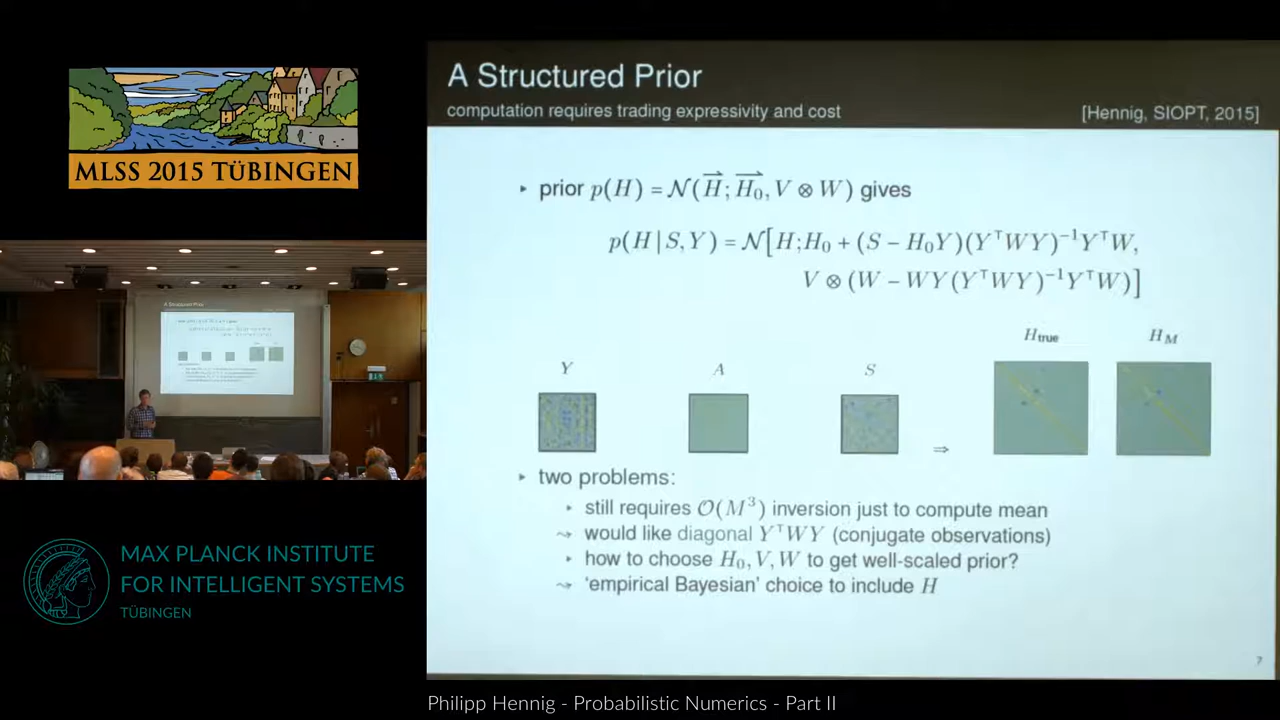 MLSS 2015 TÜBINGEN
MAX PLANCK INSTITUTE
FOR INTELLIGENT SYSTEMS
TÜBINGEN
A Structured Prior
computation requires trading expressivity and cost
[Hennig, SIOPT, 2015]
▸ prior p(H) = 𝒩(H⃗; H⃗₀, V ⊗ W) gives
p(H | S, Y) = 𝒩[H; H₀ + (S − H₀Y)(YᵀWY)⁻¹YᵀW,
V ⊗ (W − WY(YᵀWY)⁻¹YᵀW)]
Y A S ⇒ H_true H_M
▸ two problems:
▸ still requires 𝒪(M³) inversion just to compute mean
⇝ would like diagonal YᵀWY (conjugate observations)
▸ how to choose H₀, V, W to get well-scaled prior?
⇝ ‘empirical Bayesian’ choice to include H
7
Philipp Hennig - Probabilistic Numerics - Part II